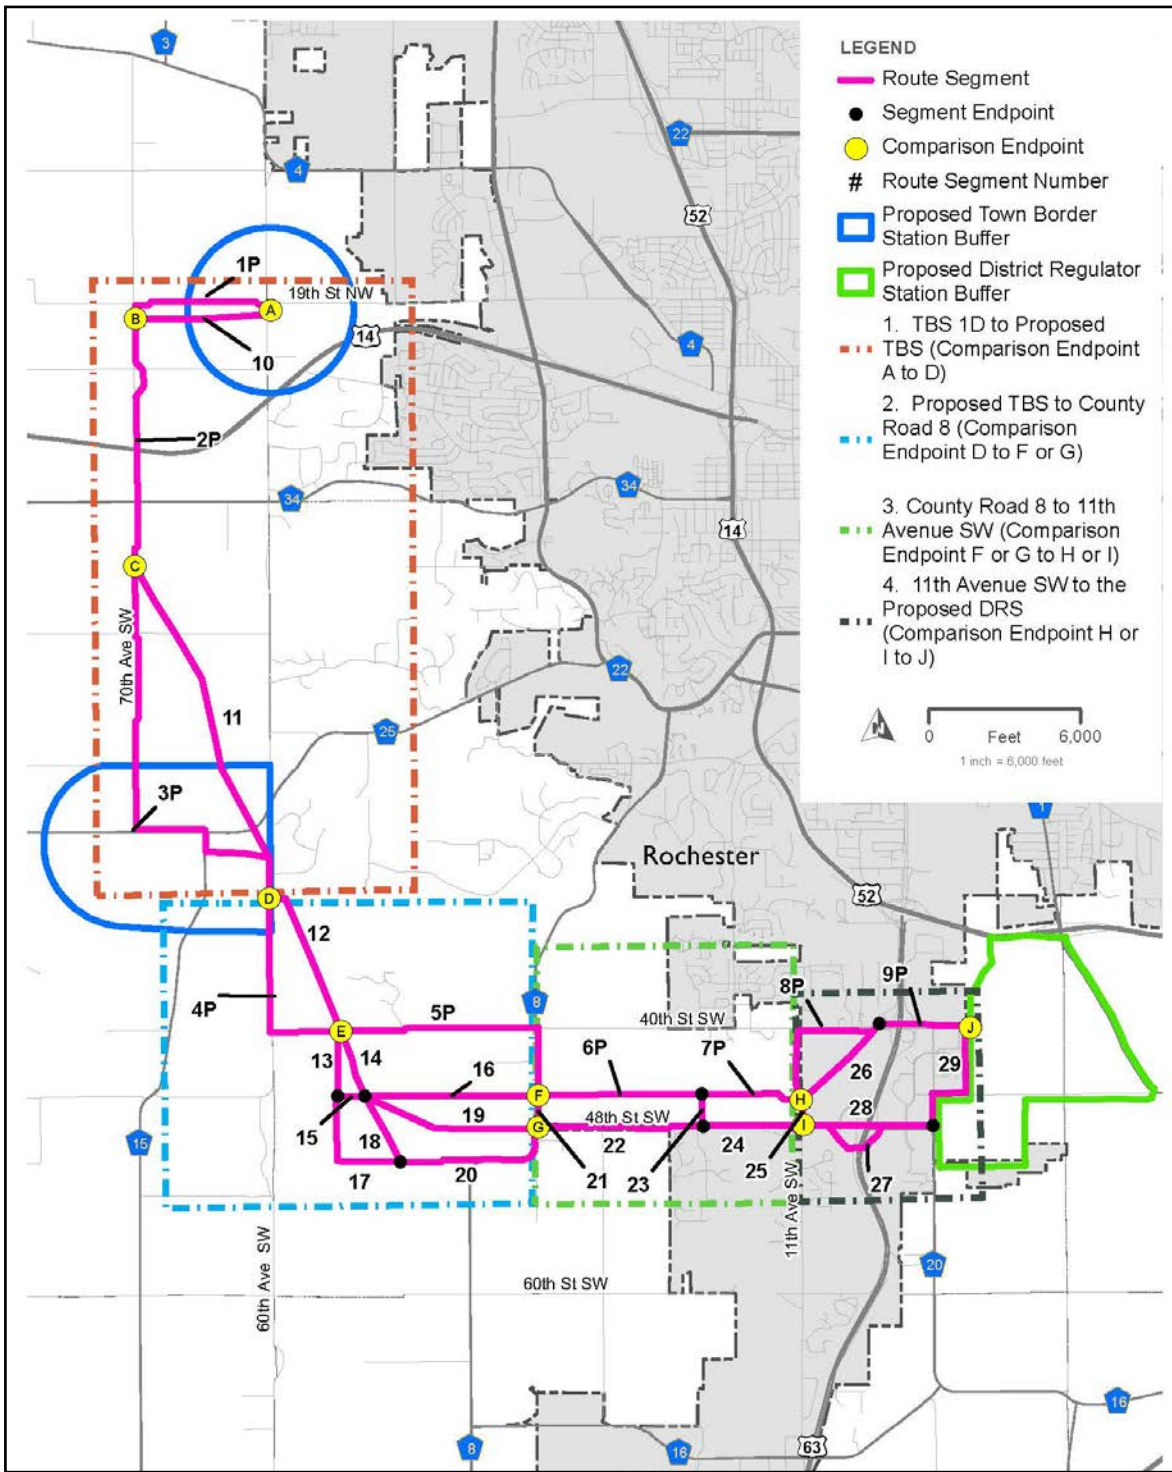 LEGEND
Route Segment
Segment Endpoint
Comparison Endpoint
# Route Segment Number
Proposed Town Border
Station Buffer
Proposed District Regulator
Station Buffer
1. TBS 1D to Proposed
TBS (Comparison Endpoint
A to D)
2. Proposed TBS to County
Road 8 (Comparison
Endpoint D to F or G)
3. County Road 8 to 11th
Avenue SW (Comparison
Endpoint F or G to H or I)
4. 11th Avenue SW to the
Proposed DRS
(Comparison Endpoint H or
I to J)
N
0 Feet 6,000
1 inch = 6,000 feet
3
22
4
52
1P
19th St NW
A
B
10
14
4
2P
34
34
14
C
70th Ave SW
22
11
25
3P
1
Rochester
52
D
12
4P
8
9P
8P
5P
40th St SW
J
E
13
14
16
6P
7P
26
29
F
H
15
19
48th St SW
28
G
I
18
21
22
23
24
25
17
20
27
15
11th Ave SW
20
60th Ave SW
60th St SW
16
8
16
63